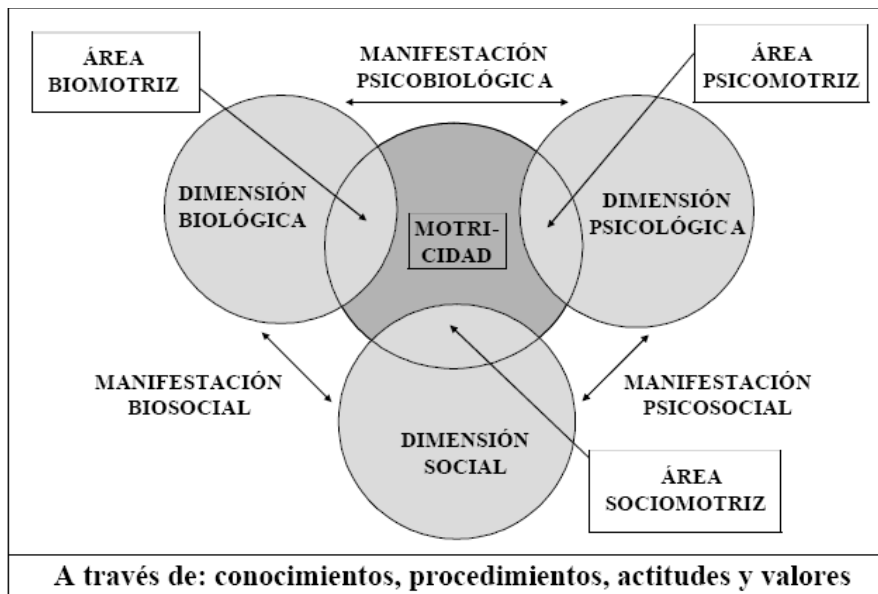 ÁREA
BIOMOTRIZ
MANIFESTACIÓN
PSICOBIOLÓGICA
ÁREA
PSICOMOTRIZ
DIMENSIÓN
BIOLÓGICA
MOTRI-
CIDAD
DIMENSIÓN
PSICOLÓGICA
MANIFESTACIÓN
BIOSOCIAL
MANIFESTACIÓN
PSICOSOCIAL
DIMENSIÓN
SOCIAL
ÁREA
SOCIOMOTRIZ
A través de: conocimientos, procedimientos, actitudes y valores